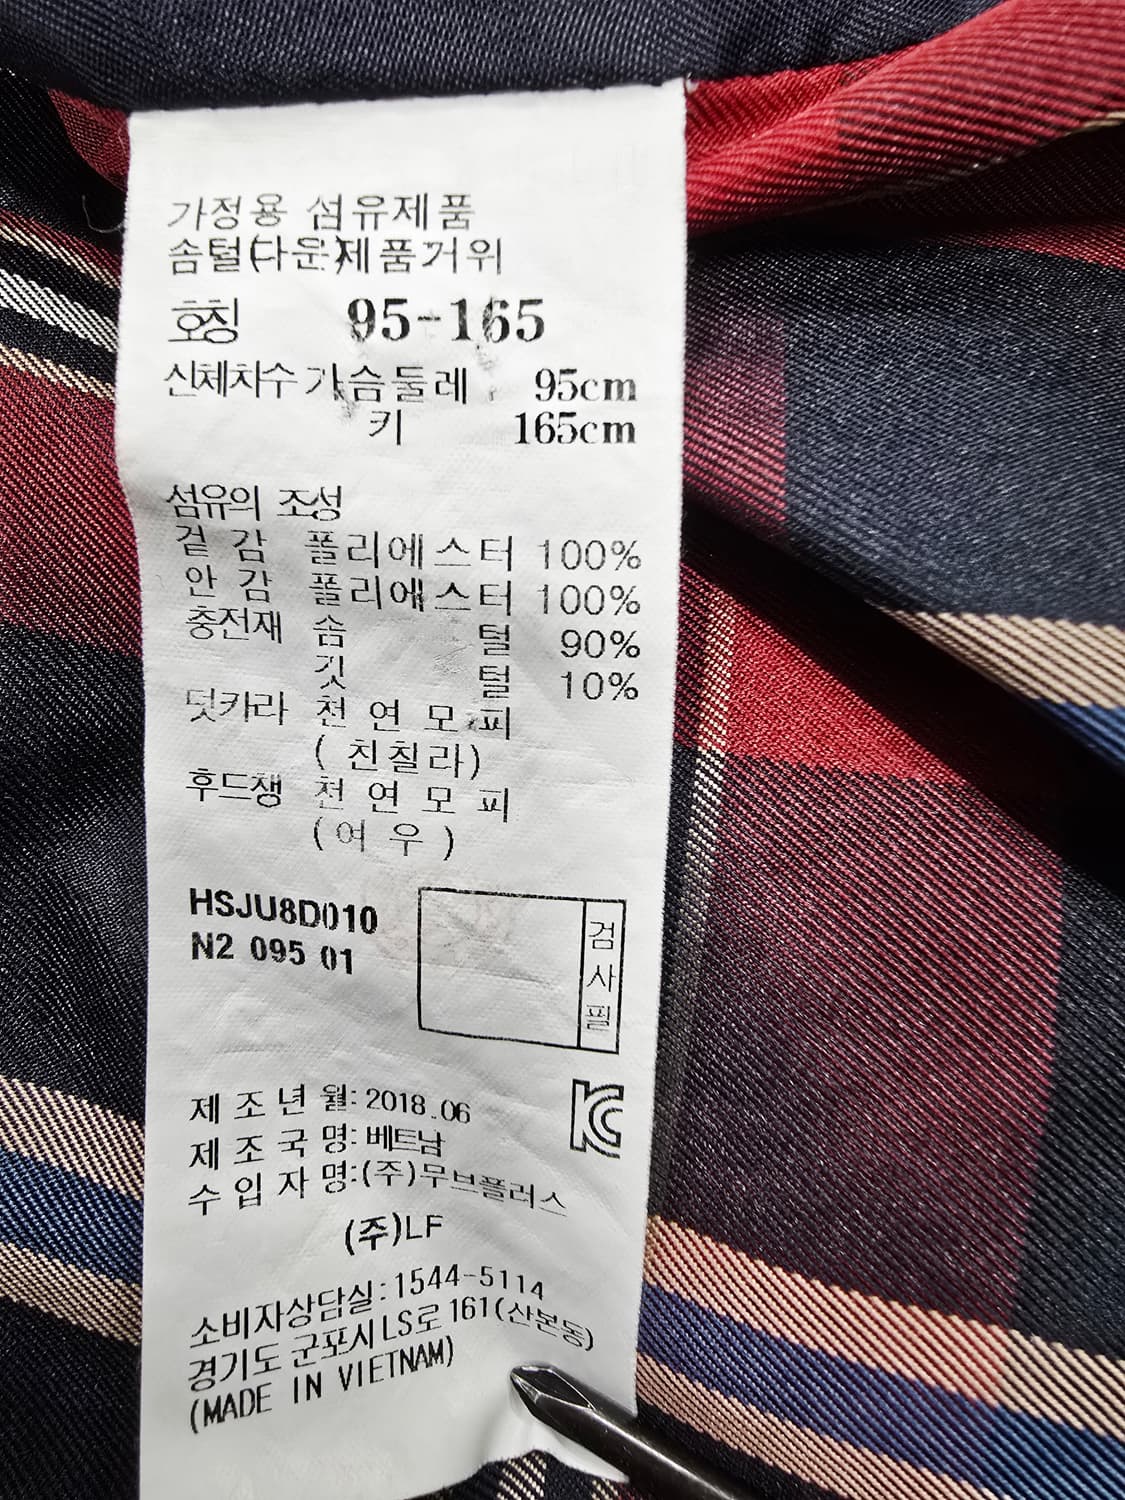 가정용 섬유제품
솜털(다운)제품거위
호칭 95-165
신체치수 가슴둘레 95cm
키 165cm
섬유의 조성
겉 감 폴리에스터 100%
안 감 폴리에스터 100%
충전재 솜 털 90%
깃 털 10%
덧카라 천 연 모 피
(친칠라)
후드챙 천 연 모 피
(여 우)
HSJU8D010
N2 095 01
검사필
제 조 년 월: 2018.06
제 조 국 명: 베트남
수 입 자 명: (주)무브플러스
(주)LF
소비자상담실: 1544-5114
경기도 군포시 LS로 161(산본동)
(MADE IN VIETNAM)